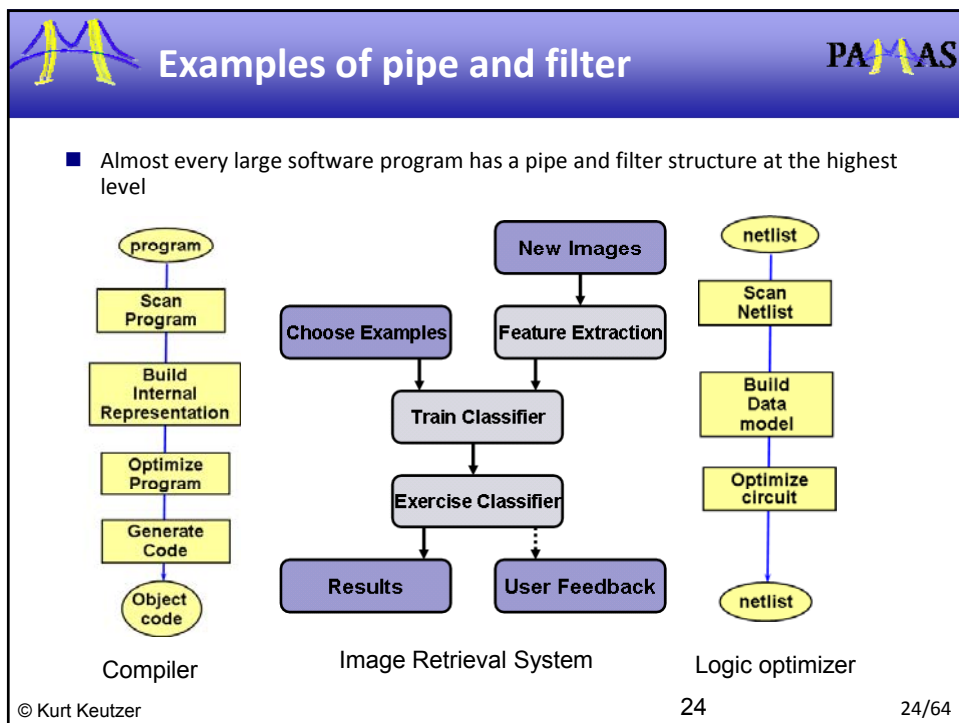 Examples of pipe and filter
PAMAS
Almost every large software program has a pipe and filter structure at the highest
level
program
Scan
Program
Build
Internal
Representation
Optimize
Program
Generate
Code
Object
code
Compiler
New Images
Choose Examples
Feature Extraction
Train Classifier
Exercise Classifier
Results
User Feedback
Image Retrieval System
netlist
Scan
Netlist
Build
Data
model
Optimize
circuit
netlist
Logic optimizer
© Kurt Keutzer
24
24/64